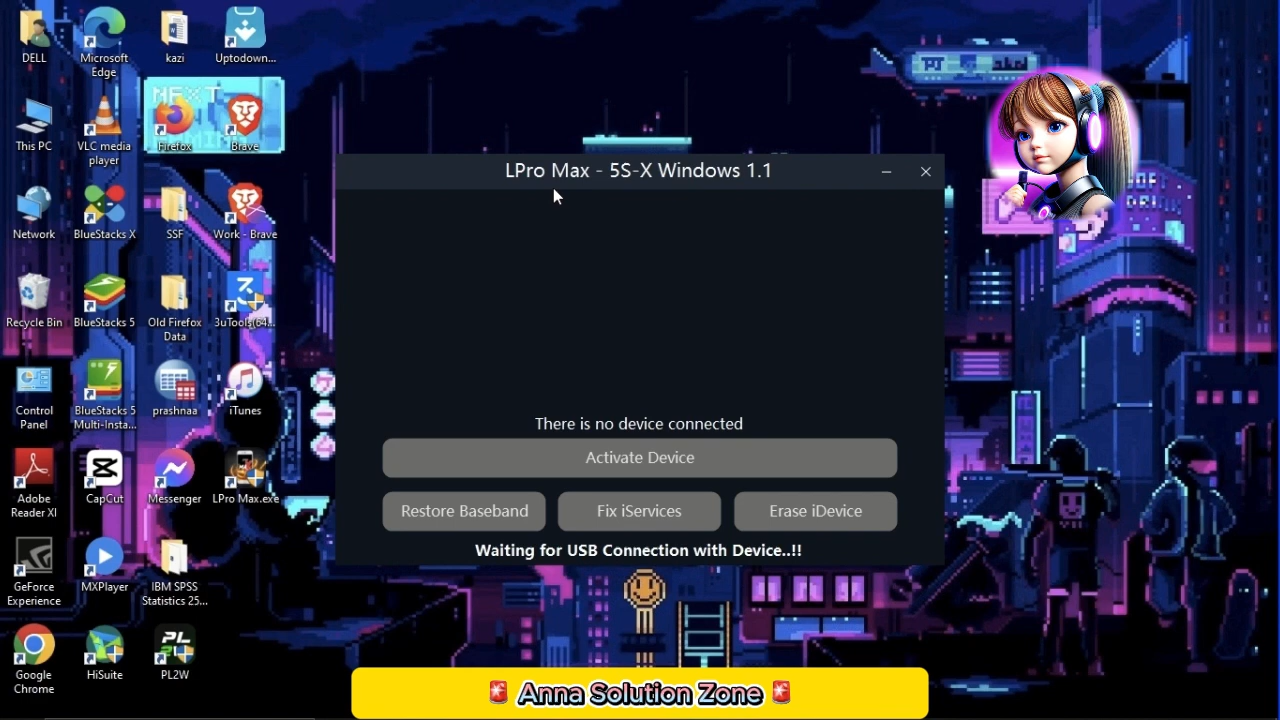 DELL
Microsoft
Edge
kazi
Uptodown...
This PC
VLC media
player
NEXT
Firefox
Brave
Network
BlueStacks X
SSF
Work - Brave
Recycle Bin
BlueStacks 5
Old Firefox
Data
3uTools(64...
Control
Panel
BlueStacks 5
Multi-Insta...
prashnaa
iTunes
Adobe
Reader XI
CapCut
Messenger
LPro Max.exe
GeForce
Experience
MXPlayer
IBM SPSS
Statistics 25...
Google
Chrome
HiSuite
PL2W
LPro Max - 5S-X Windows 1.1
There is no device connected
Activate Device
Restore Baseband
Fix iServices
Erase iDevice
Waiting for USB Connection with Device..!!
🚨 Anna Solution Zone 🚨